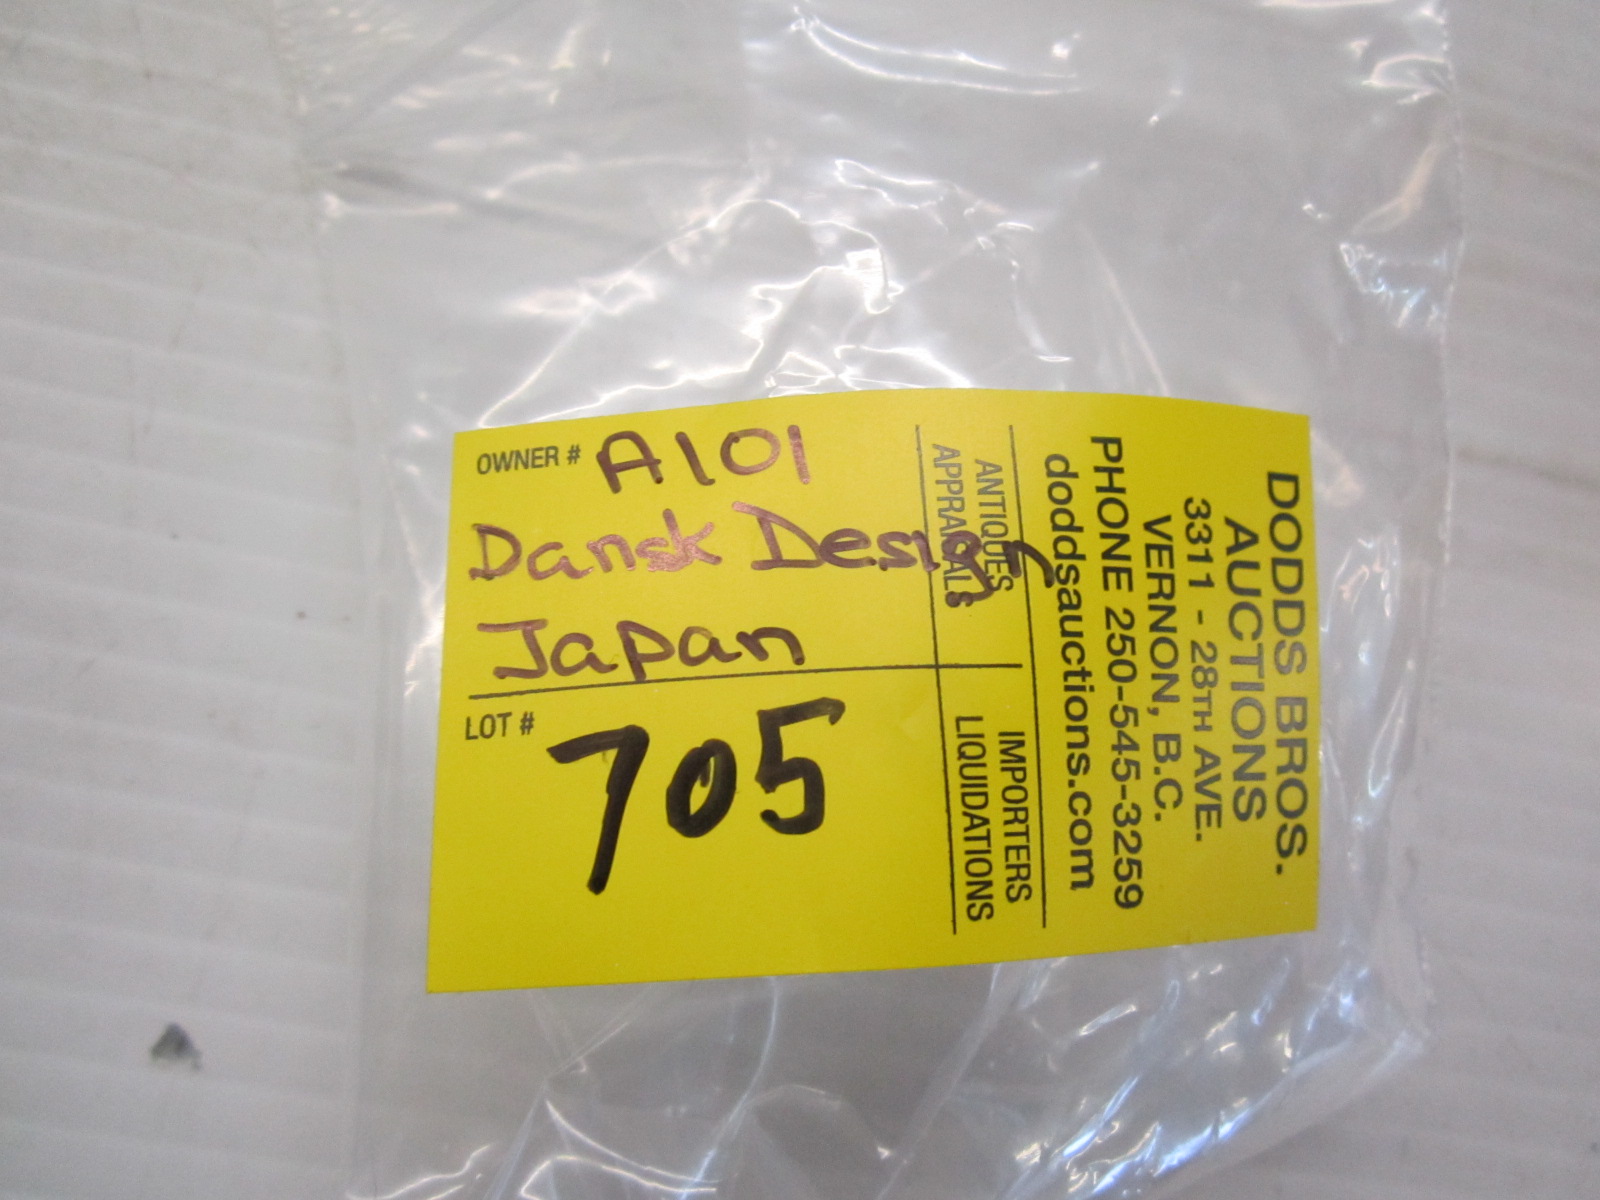 OWNER # A101
Dansk Design
Japan
LOT # 705
DODDS BROS.
AUCTIONS
3311 - 28TH AVE.
VERNON, B.C.
PHONE 250-545-3259
doddsauctions.com
ANTIQUES IMPORTERS
APPRAISALS LIQUIDATIONS